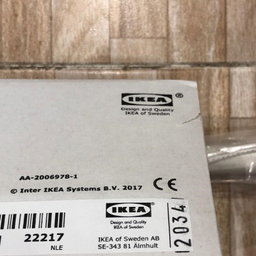 IKEA
Design and Quality
IKEA of Sweden
AA-2006978-1
© Inter IKEA Systems B.V. 2017
CE
IKEA
Design and Quality
IKEA of Sweden
22217
NLE
IKEA of Sweden AB
SE-343 81 Älmhult
2034